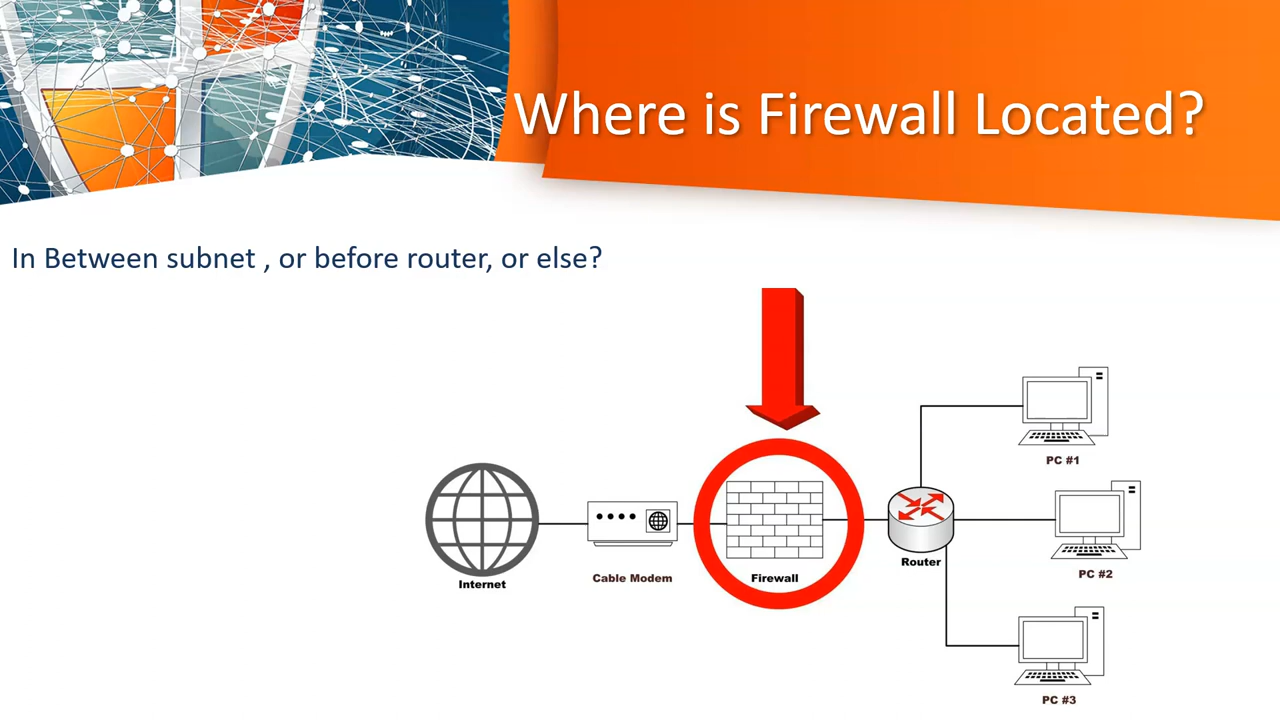 Where is Firewall Located?
In Between subnet , or before router, or else?
PC #1
Internet
Cable Modem
Firewall
Router
PC #2
PC #3